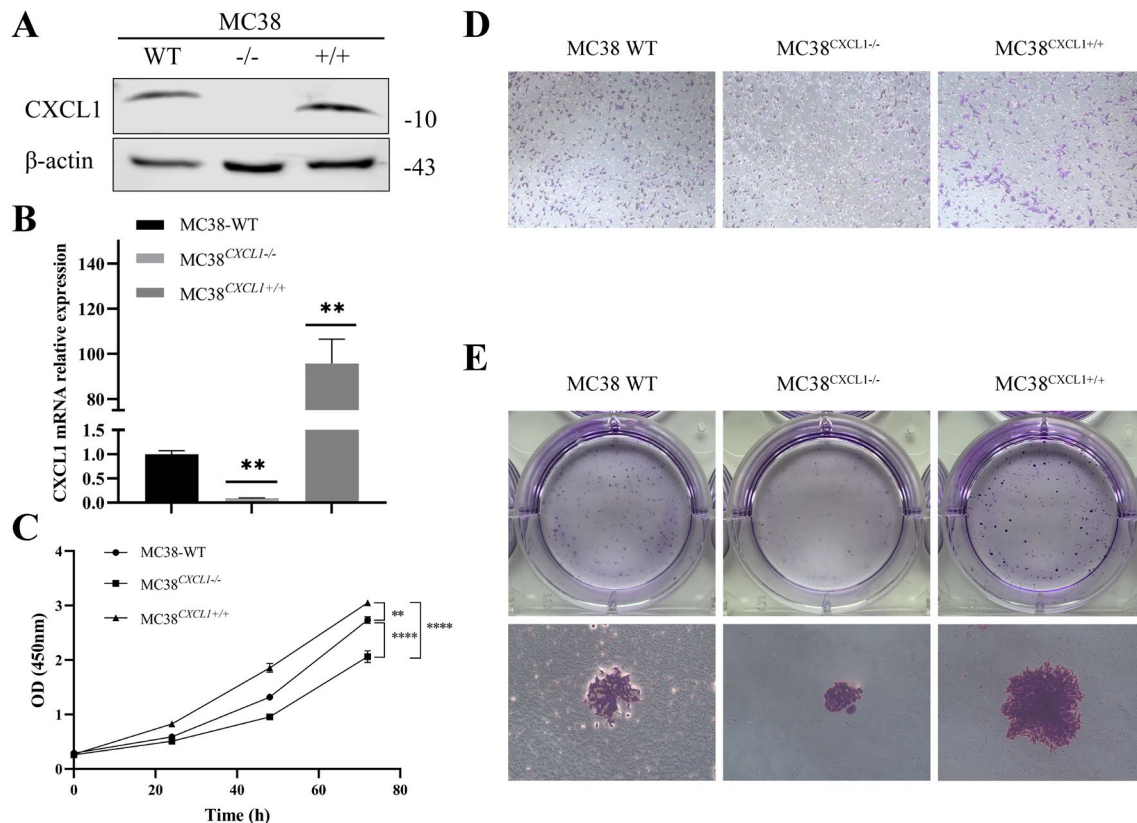 A
MC38
WT -/- +/+
CXCL1
-10
β-actin
-43
B
MC38-WT
MC38CXCL1-/-
MC38CXCL1+/+
CXCL1 mRNA relative expression
140
120
100
80
1.5
1.0
0.5
0.0
**
**
C
MC38-WT
MC38CXCL1-/-
MC38CXCL1+/+
OD (450nm)
4
3
2
1
0
0 20 40 60 80
Time (h)
**
****
****
D
MC38 WT MC38CXCL1-/- MC38CXCL1+/+
E
MC38 WT MC38CXCL1-/- MC38CXCL1+/+